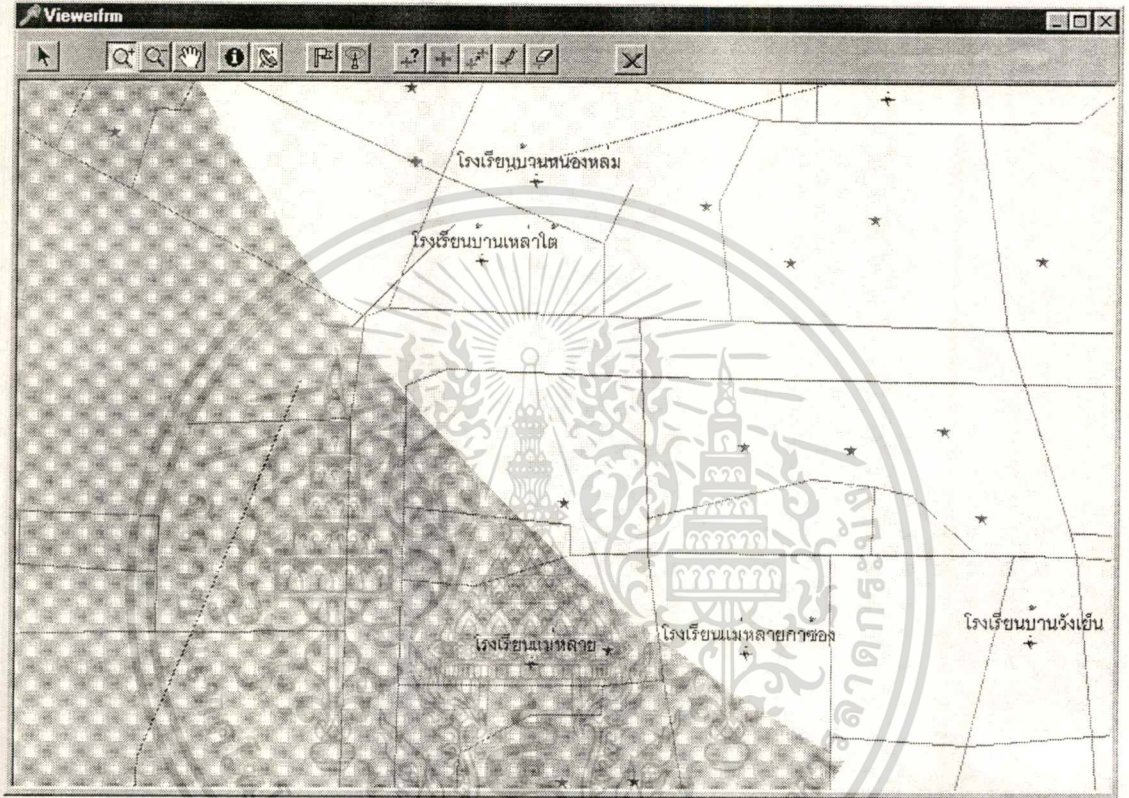 Viewerfrm
โรงเรียนบ้านหนองหล่ม
โรงเรียนบ้านเหล่าใต้
โรงเรียนแม่หลาย
โรงเรียนแม่หลายกาซ้อง
โรงเรียนบ้านวังเย็น